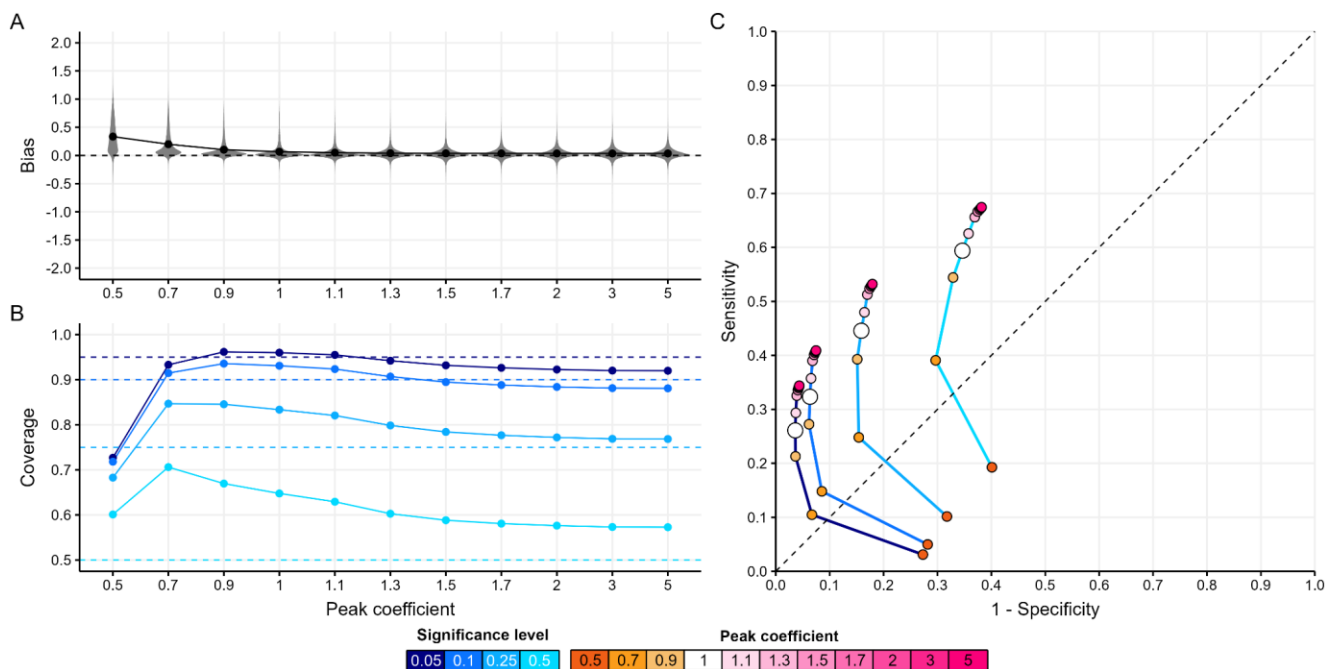 A
2.0
1.5
1.0
0.5
0.0
-0.5
-1.0
-1.5
-2.0
Bias
0.5 0.7 0.9 1 1.1 1.3 1.5 1.7 2 3 5
B
1.0
0.9
0.8
0.7
0.6
0.5
Coverage
0.5 0.7 0.9 1 1.1 1.3 1.5 1.7 2 3 5
Peak coefficient
C
1.0
0.9
0.8
0.7
0.6
0.5
0.4
0.3
0.2
0.1
0.0
Sensitivity
0.0 0.1 0.2 0.3 0.4 0.5 0.6 0.7 0.8 0.9 1.0
1 - Specificity
Significance level
0.05 0.1 0.25 0.5
Peak coefficient
0.5 0.7 0.9 1 1.1 1.3 1.5 1.7 2 3 5